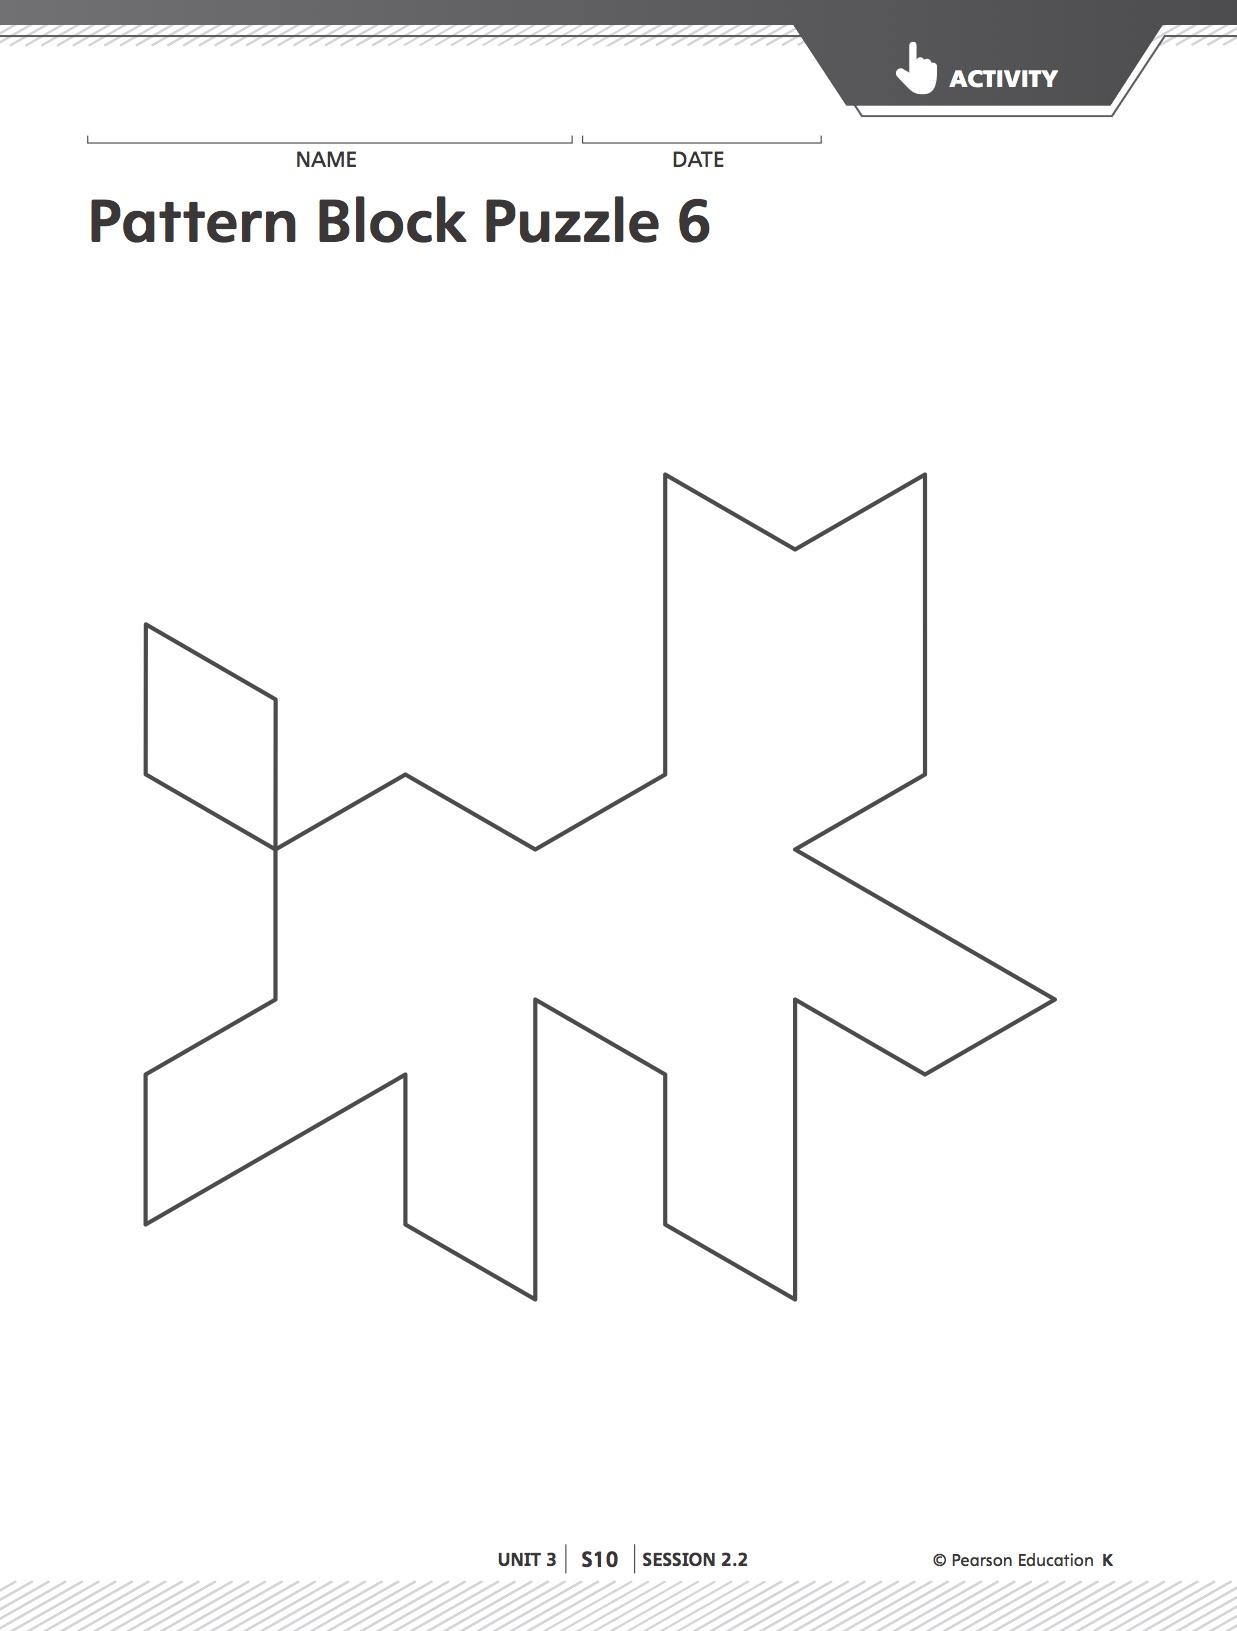 ACTIVITY
NAME DATE
Pattern Block Puzzle 6
UNIT 3 S10 SESSION 2.2 © Pearson Education K